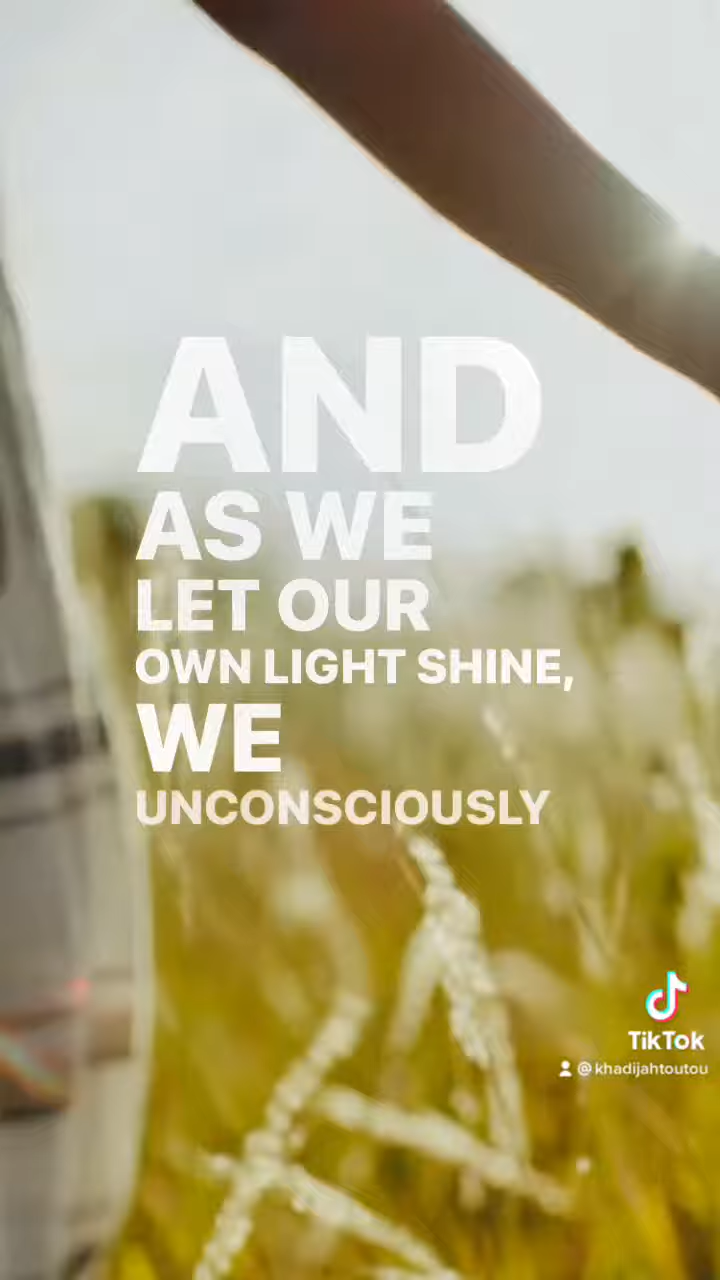 AND
AS WE
LET OUR
OWN LIGHT SHINE,
WE
UNCONSCIOUSLY
TikTok
@khadijahtoutou